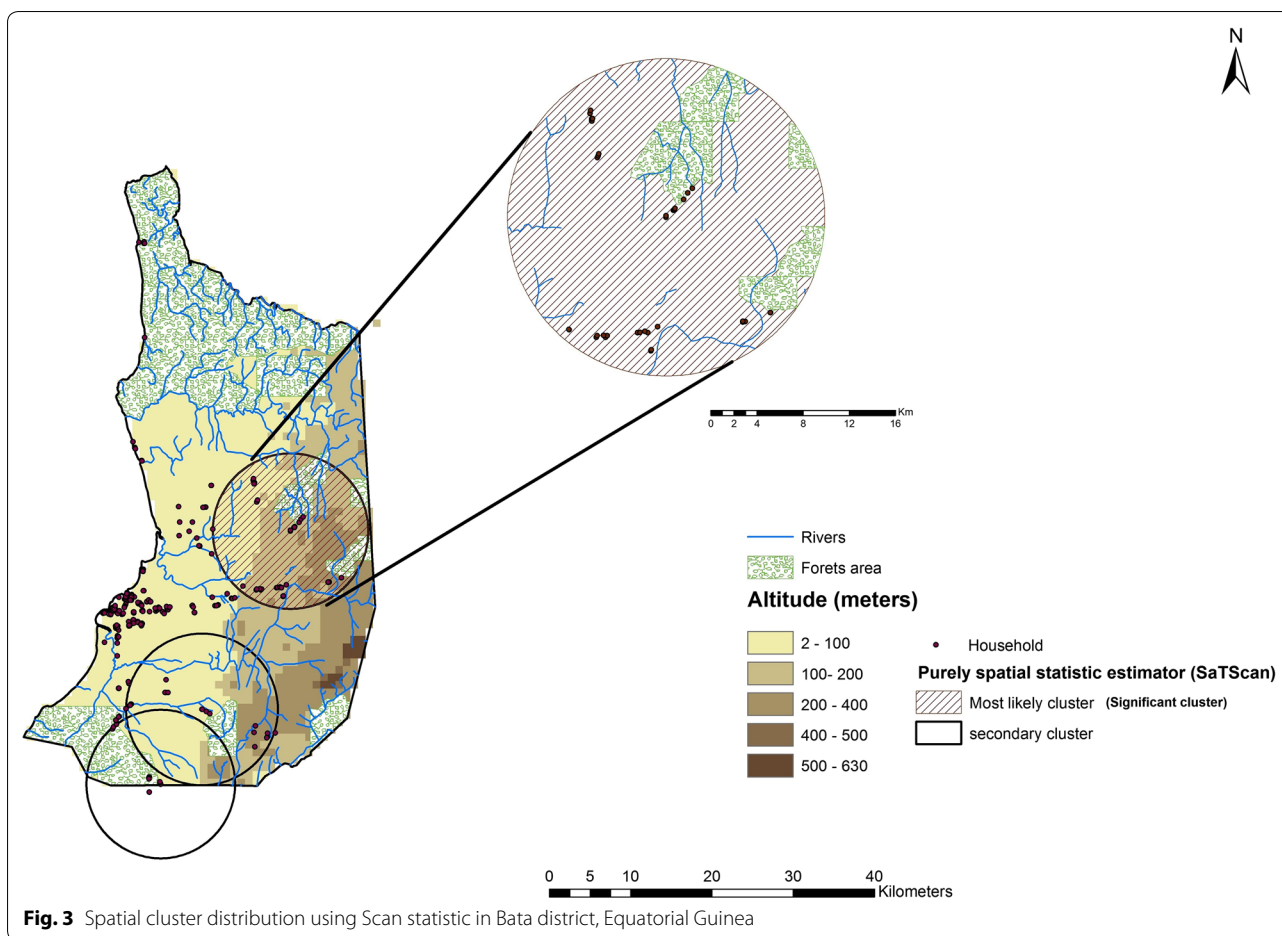 N
Km
0 2 4 8 12 16
Rivers
Forets area
Altitude (meters)
2 - 100
100- 200
200 - 400
400 - 500
500 - 630
Household
Purely spatial statistic estimator (SaTScan)
Most likely cluster (Significant cluster)
secondary cluster
0 5 10 20 30 40
Kilometers
Fig. 3 Spatial cluster distribution using Scan statistic in Bata district, Equatorial Guinea